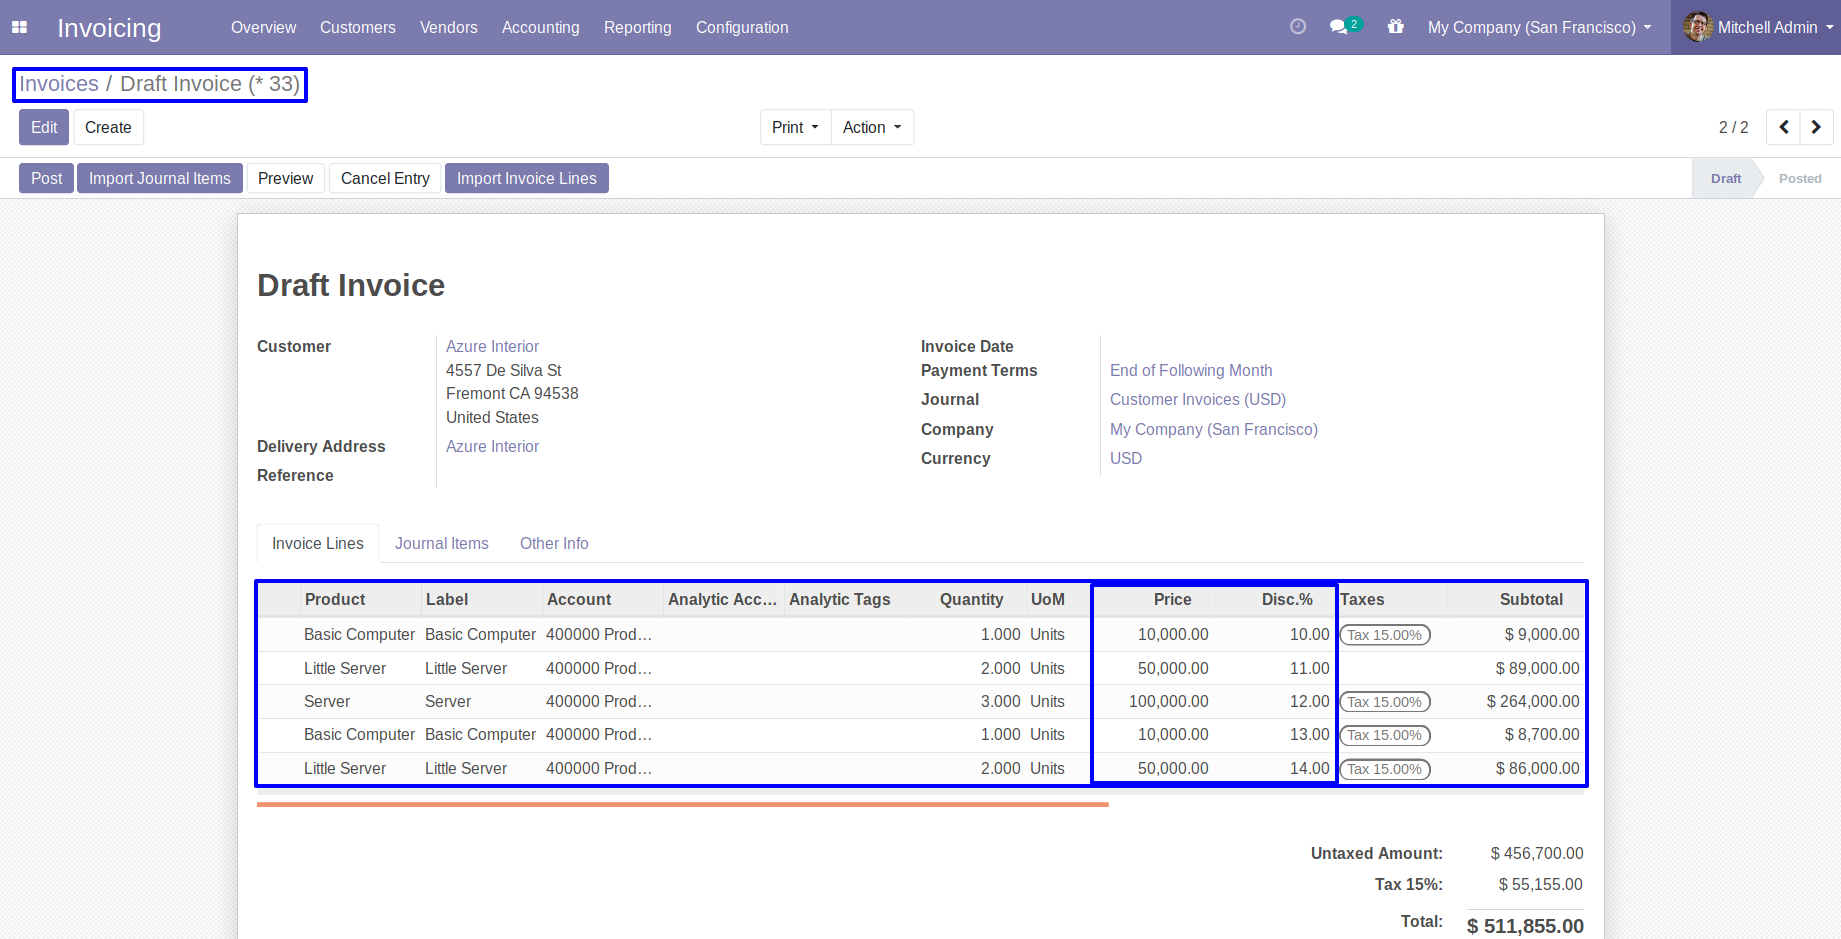 Invoicing Overview Customers Vendors Accounting Reporting Configuration 2 My Company (San Francisco) Mitchell Admin
Invoices / Draft Invoice (* 33)
Edit Create Print Action 2 / 2
Post Import Journal Items Preview Cancel Entry Import Invoice Lines Draft Posted
Draft Invoice
Customer Azure Interior Invoice Date
4557 De Silva St Payment Terms End of Following Month
Fremont CA 94538 Journal Customer Invoices (USD)
United States Company My Company (San Francisco)
Delivery Address Azure Interior Currency USD
Reference
Invoice Lines Journal Items Other Info
Product Label Account Analytic Acc... Analytic Tags Quantity UoM Price Disc.% Taxes Subtotal
Basic Computer Basic Computer 400000 Prod... 1.000 Units 10,000.00 10.00 Tax 15.00% $ 9,000.00
Little Server Little Server 400000 Prod... 2.000 Units 50,000.00 11.00 $ 89,000.00
Server Server 400000 Prod... 3.000 Units 100,000.00 12.00 Tax 15.00% $ 264,000.00
Basic Computer Basic Computer 400000 Prod... 1.000 Units 10,000.00 13.00 Tax 15.00% $ 8,700.00
Little Server Little Server 400000 Prod... 2.000 Units 50,000.00 14.00 Tax 15.00% $ 86,000.00
Untaxed Amount: $ 456,700.00
Tax 15%: $ 55,155.00
Total: $ 511,855.00